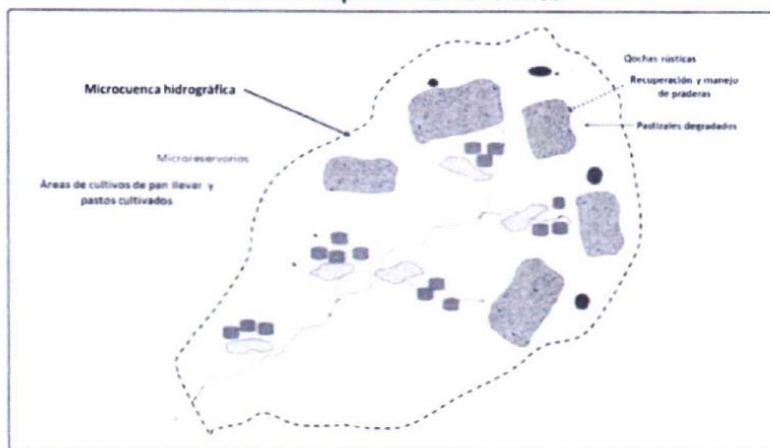 Microcuenca hidrográfica
Microreservorios
Áreas de cultivos de pan llevar y
pastos cultivados
Qochas rústicas
Recuperación y manejo
de praderas
Pastizales degradados